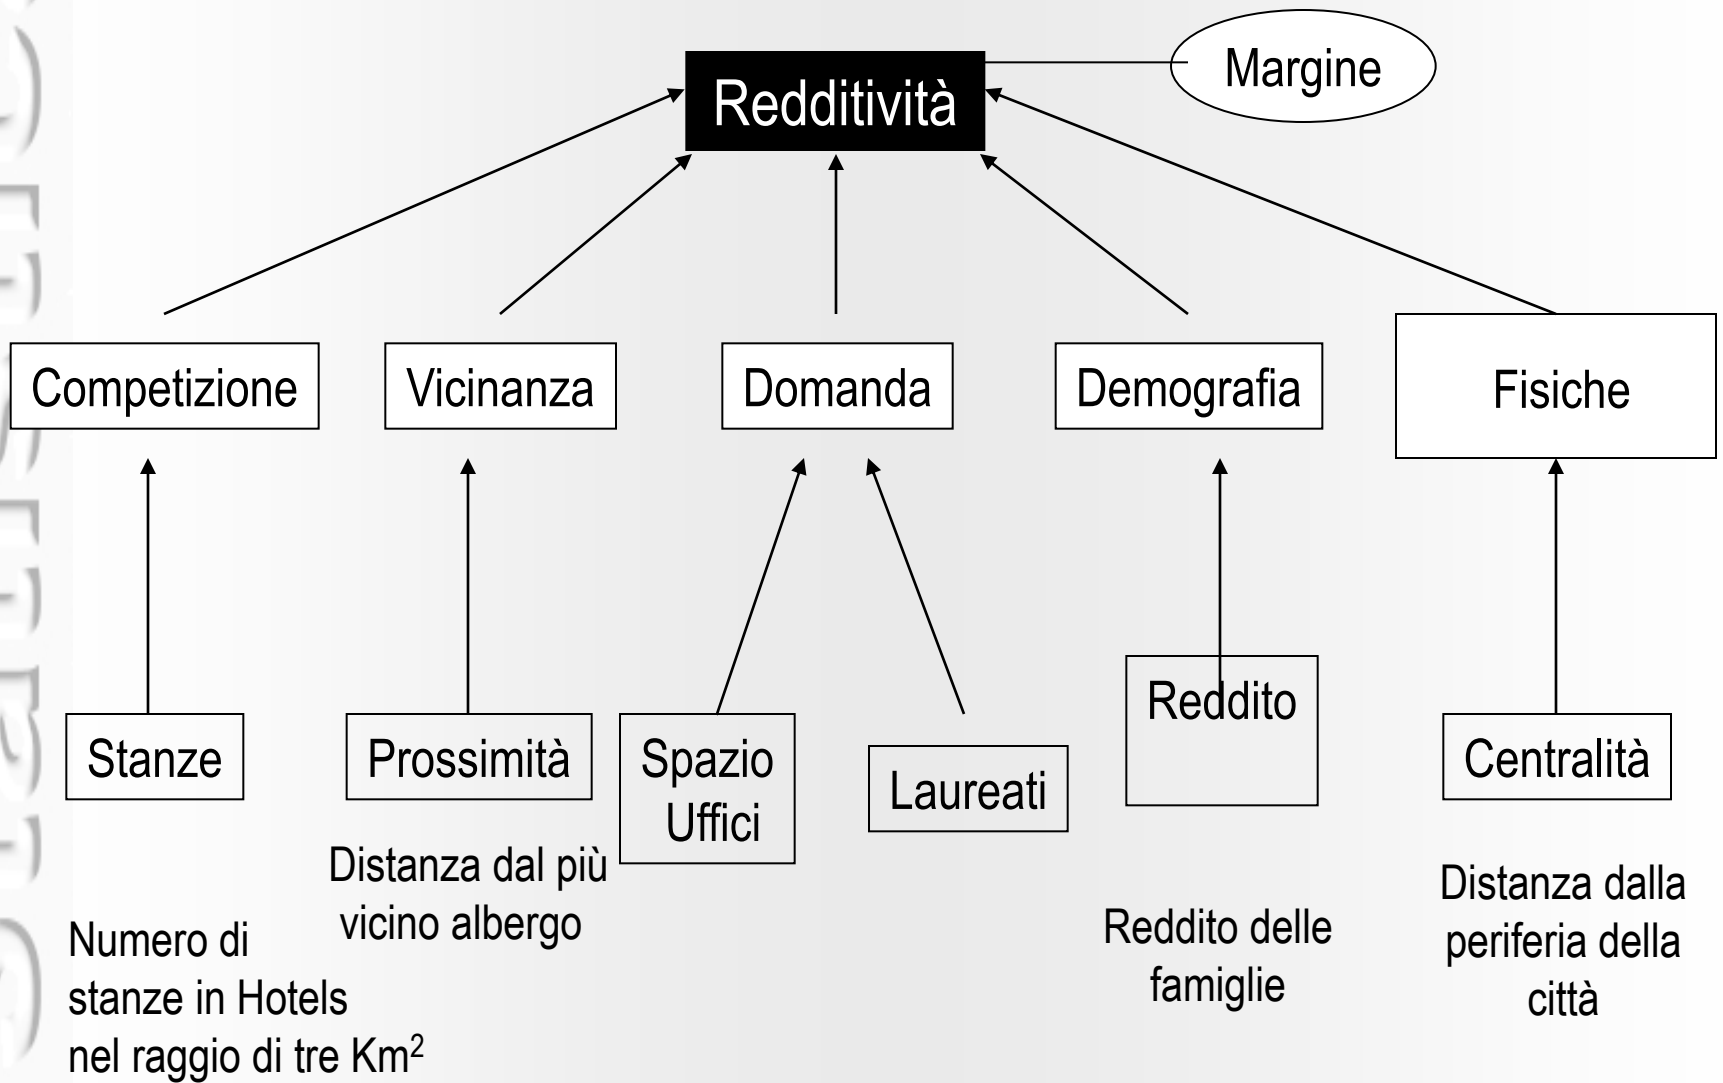 Margine
Redditività
Competizione
Vicinanza
Domanda
Demografia
Fisiche
Stanze
Prossimità
Spazio
Uffici
Laureati
Reddito
Centralità
Numero di
stanze in Hotels
nel raggio di tre Km²
Distanza dal più
vicino albergo
Reddito delle
famiglie
Distanza dalla
periferia della
città